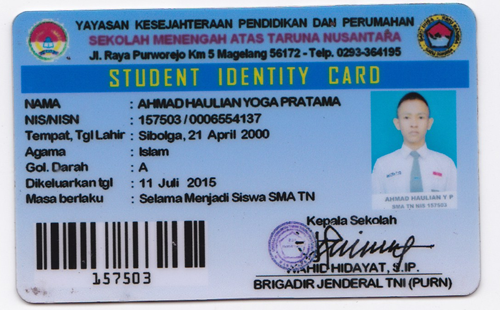 YAYASAN KESEJAHTERAAN PENDIDIKAN DAN PERUMAHAN
SEKOLAH MENENGAH ATAS TARUNA NUSANTARA
Jl. Raya Purworejo Km 5 Magelang 56172 - Telp. 0293-364195
STUDENT IDENTITY CARD
NAMA : AHMAD HAULIAN YOGA PRATAMA
NIS/NISN : 157503 / 0006554137
Tempat, Tgl Lahir : Sibolga, 21 April 2000
Agama : Islam
Gol. Darah : A
Dikeluarkan tgl : 11 Juli 2015
Masa berlaku : Selama Menjadi Siswa SMA TN
AHMAD HAULIAN Y P
SMA TN NIS 157503
157503
Kepala Sekolah
HIDAYAT, S.IP.
BRIGADIR JENDERAL TNI (PURN)